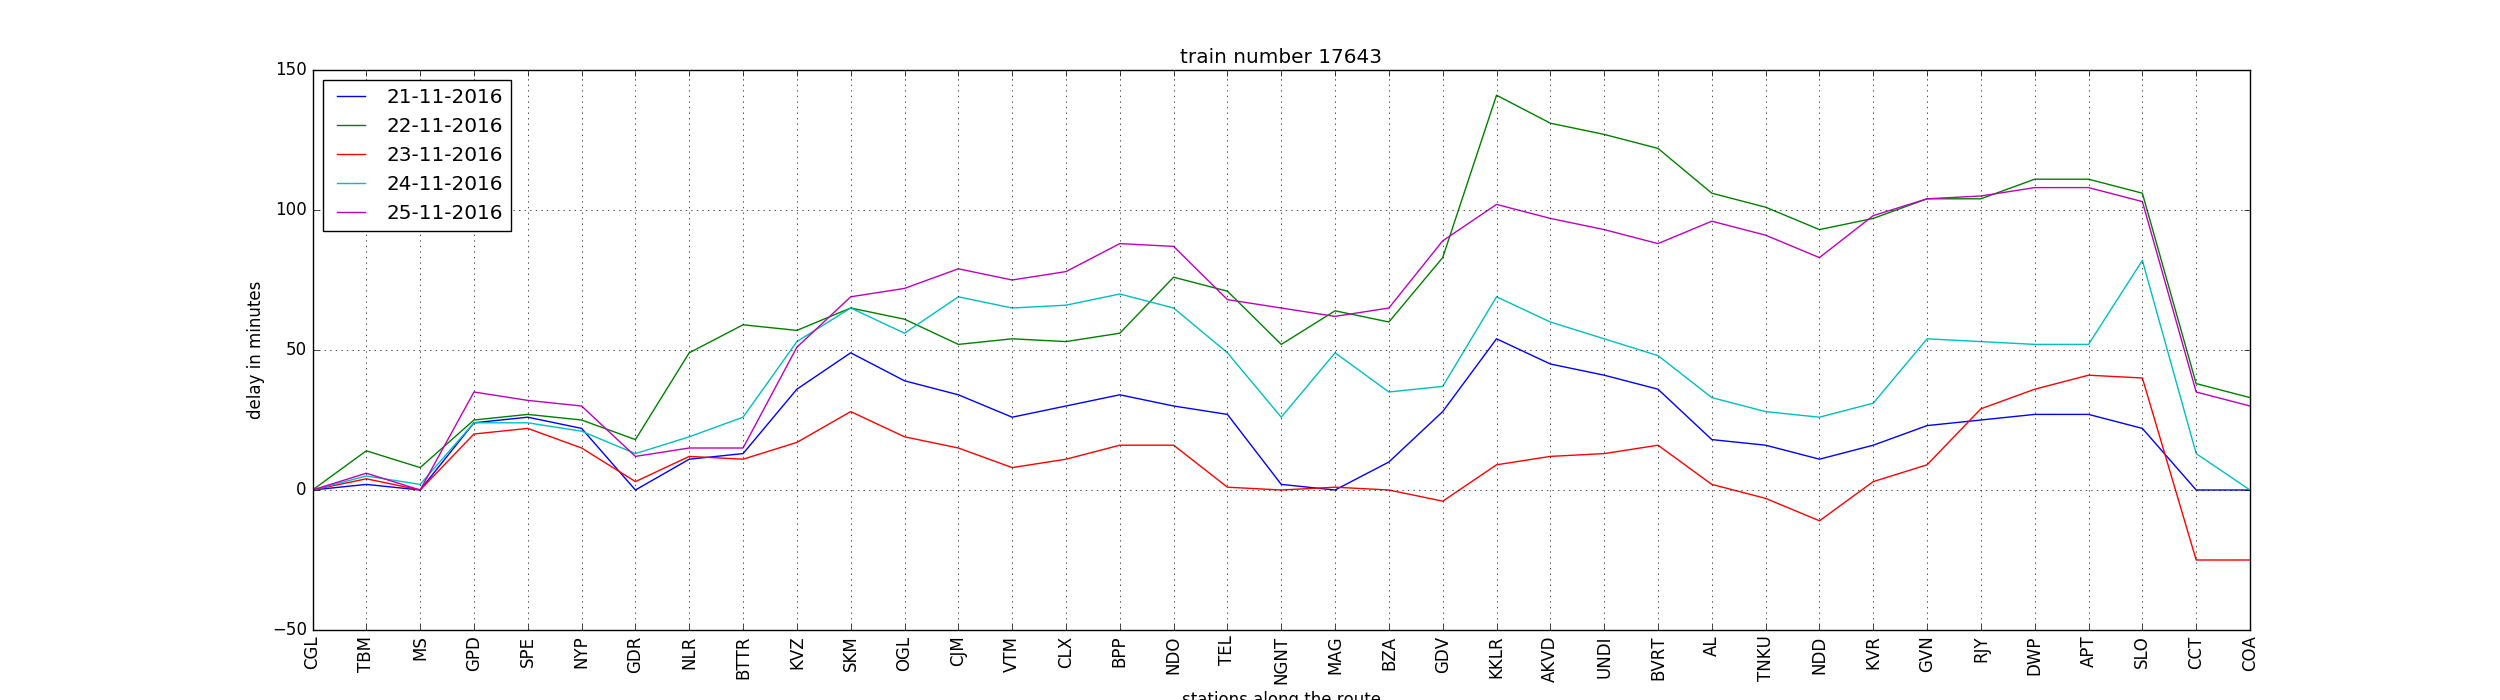 train number 17643
150
100
50
0
−50
delay in minutes
21-11-2016
22-11-2016
23-11-2016
24-11-2016
25-11-2016
CGL
TBM
MS
GPD
SPE
NYP
GDR
NLR
BTTR
KVZ
SKM
OGL
CJM
VTM
CLX
BPP
NDO
TEL
NGNT
MAG
BZA
GDV
KKLR
AKVD
UNDI
BVRT
AL
TNKU
NDD
KVR
GVN
RJY
DWP
APT
SLO
CCT
COA
stations along the route